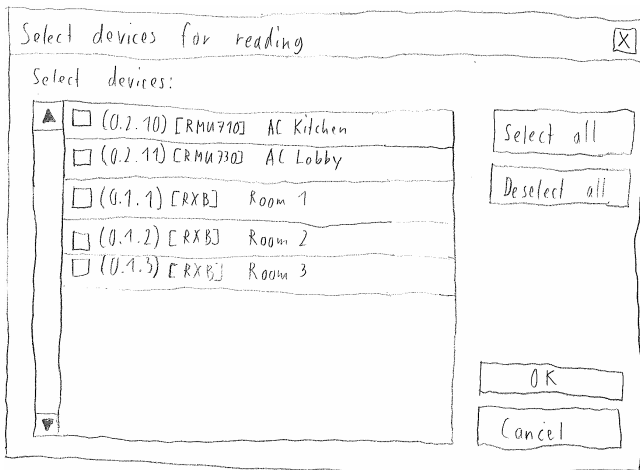 Select devices for reading X
Select devices:
(0.2.10) [RMU710] AC Kitchen
(0.2.11) [RMU730] AC Lobby
(0.1.1) [RXB] Room 1
(0.1.2) [RXB] Room 2
(0.1.3) [RXB] Room 3
Select all
Deselect all
OK
Cancel